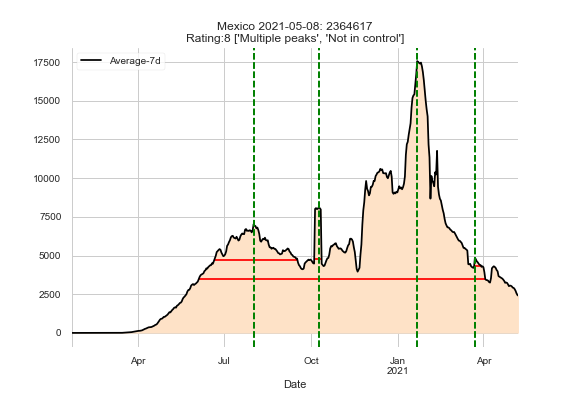 Mexico 2021-05-08: 2364617
Rating:8 ['Multiple peaks', 'Not in control']
Average-7d
17500
15000
12500
10000
7500
5000
2500
0
Apr
Jul
Oct
Jan
2021
Apr
Date